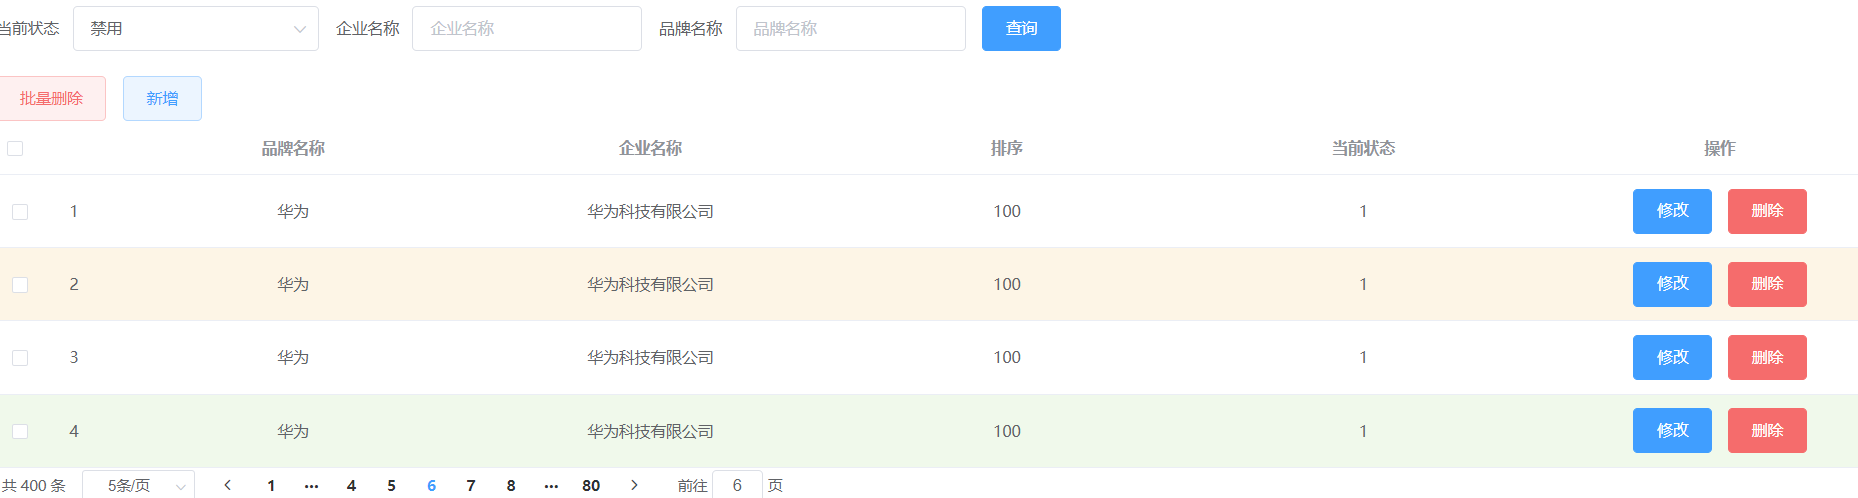 当前状态 禁用 企业名称 企业名称 品牌名称 品牌名称 查询
批量删除 新增
品牌名称 企业名称 排序 当前状态 操作
1 华为 华为科技有限公司 100 1 修改 删除
2 华为 华为科技有限公司 100 1 修改 删除
3 华为 华为科技有限公司 100 1 修改 删除
4 华为 华为科技有限公司 100 1 修改 删除
共 400 条 5条/页 1 ••• 4 5 6 7 8 ••• 80 前往 6 页